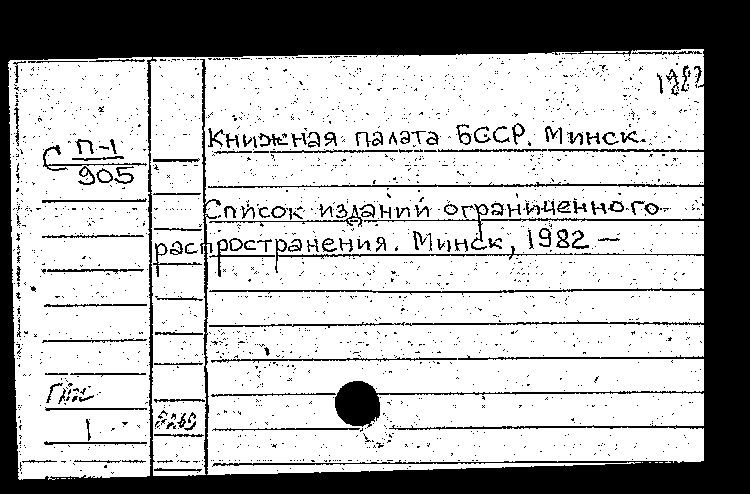 1982
С П-1
905
Книжная палата БССР. Минск.
Список изданий ограниченного
распространения. Минск, 1982 —
1